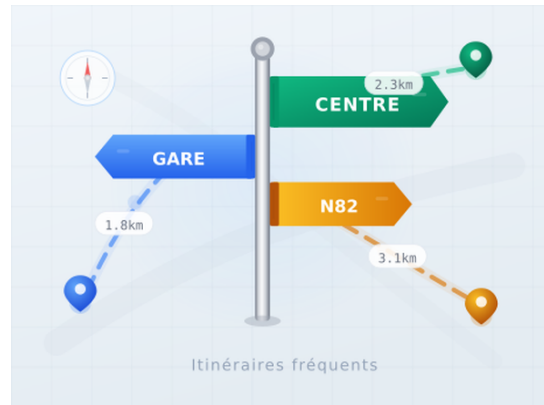 2.3km
CENTRE
GARE
N82
1.8km
3.1km
Itinéraires fréquents